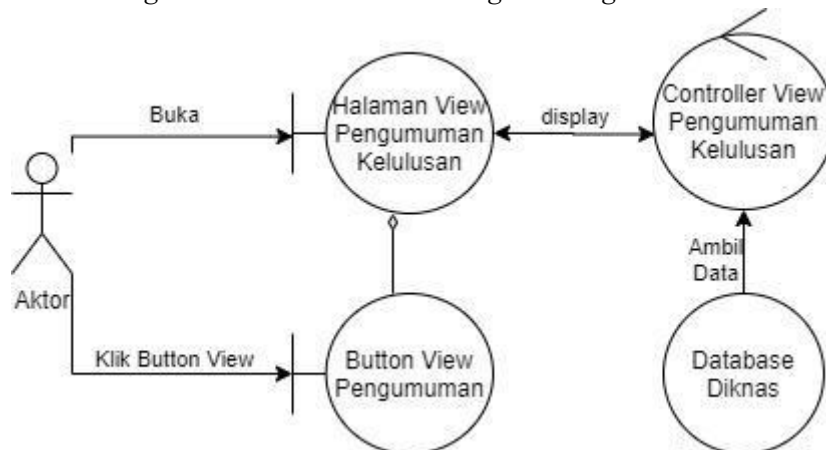 Buka
Halaman View
Pengumuman
Kelulusan
display
Controller View
Pengumuman
Kelulusan
Ambil
Data
Aktor
Klik Button View
Button View
Pengumuman
Database
Diknas